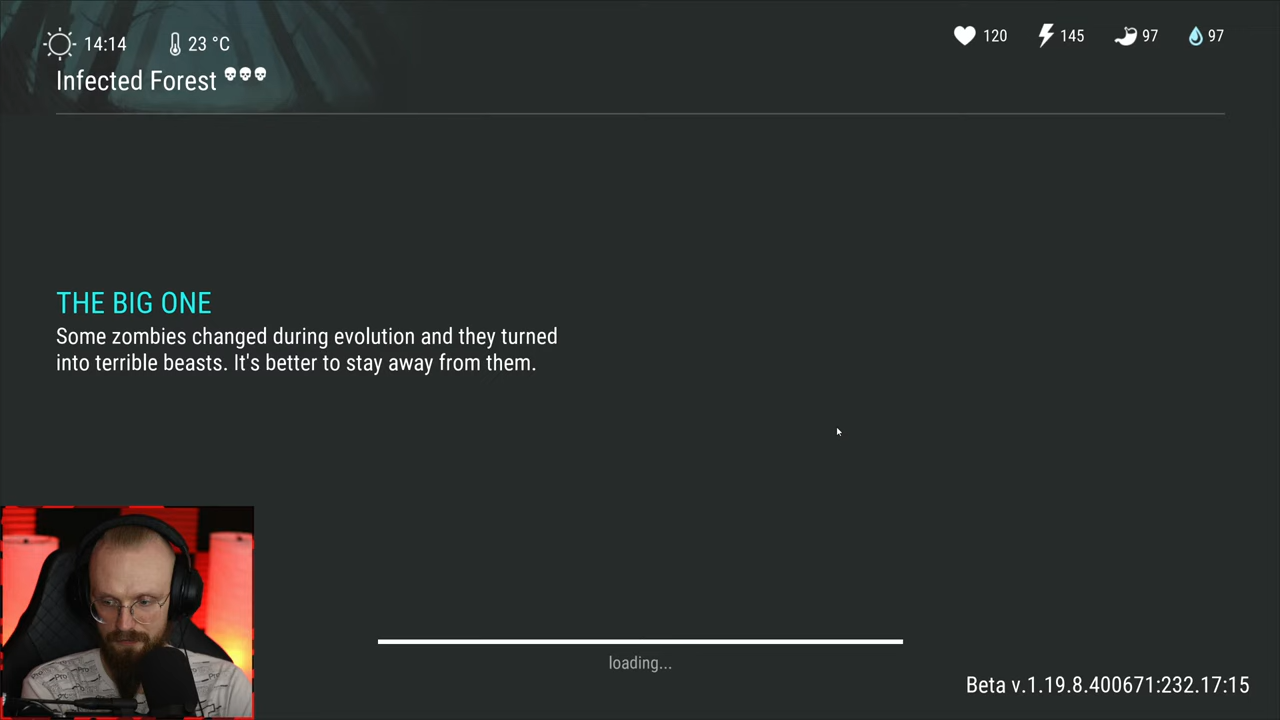 14:14 23 °C
120 145 97 97
Infected Forest
THE BIG ONE
Some zombies changed during evolution and they turned
into terrible beasts. It's better to stay away from them.
loading...
Beta v.1.19.8.400671:232.17:15